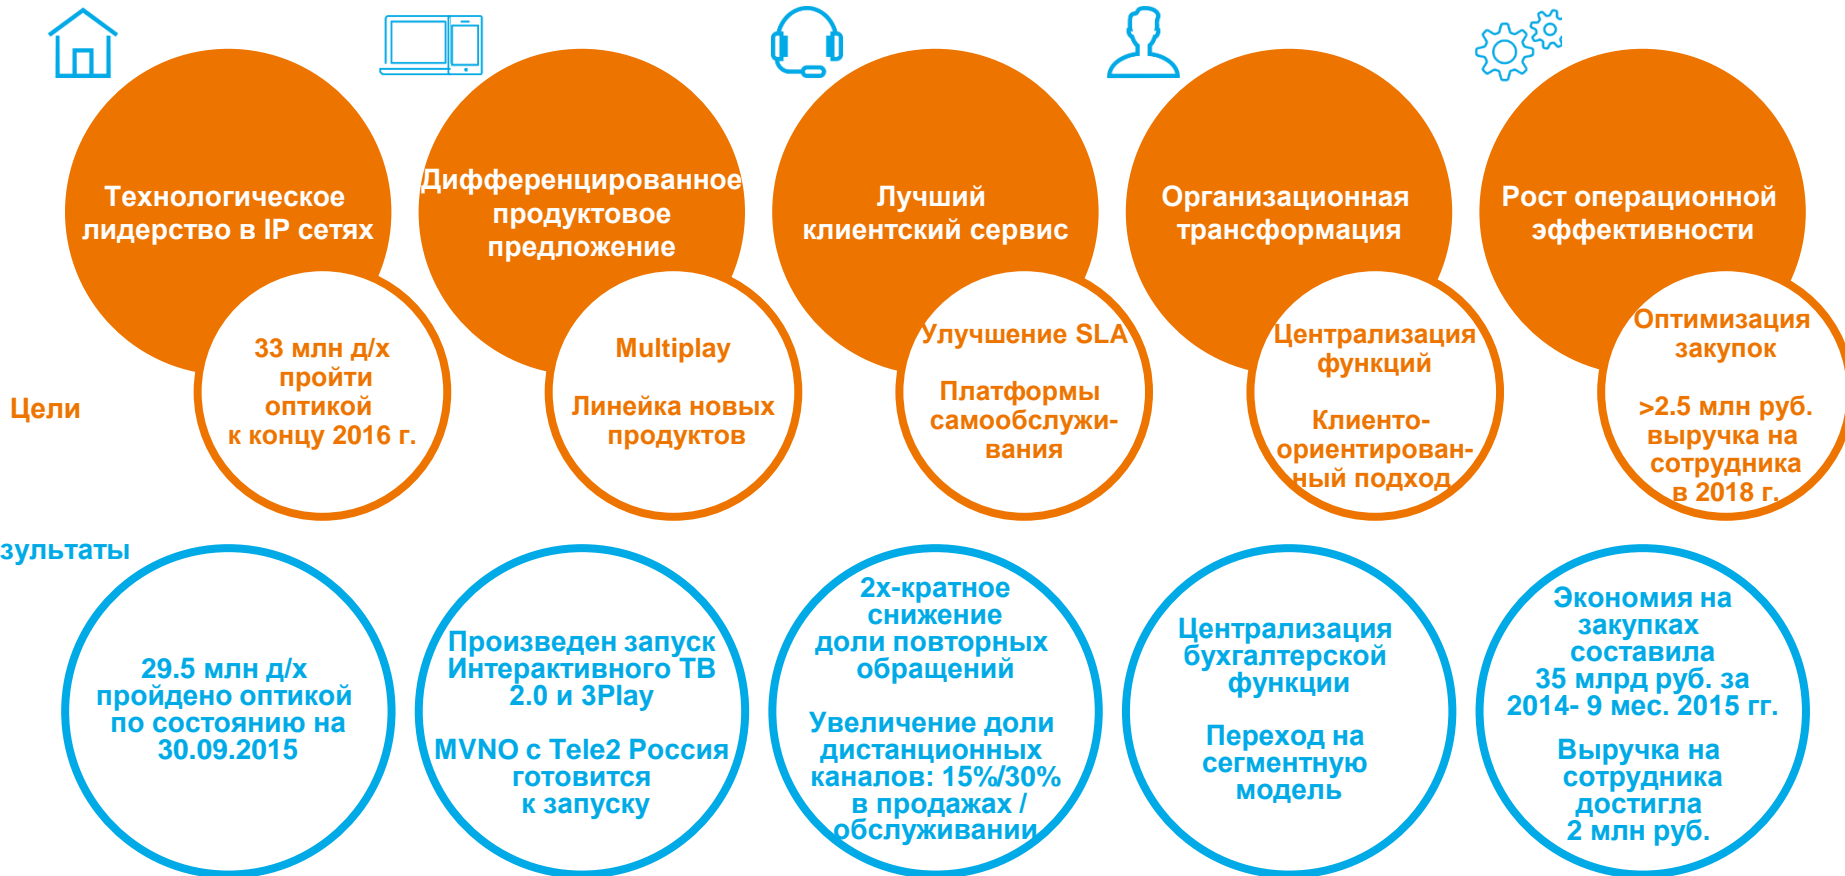 Технологическое
лидерство в IP сетях
Дифференцированное
продуктовое
предложение
Лучший
клиентский сервис
Организационная
трансформация
Рост операционной
эффективности
Цели
33 млн д/х
пройти
оптикой
к концу 2016 г.
Multiplay
Линейка новых
продуктов
Улучшение SLA
Платформы
самообслужи-
вания
Централизация
функций
Клиенто-
ориентирован-
ный подход
Оптимизация
закупок
>2.5 млн руб.
выручка на
сотрудника
в 2018 г.
зультаты
29.5 млн д/х
пройдено оптикой
по состоянию на
30.09.2015
Произведен запуск
Интерактивного ТВ
2.0 и 3Play
MVNO с Tele2 Россия
готовится
к запуску
2х-кратное
снижение
доли повторных
обращений
Увеличение доли
дистанционных
каналов: 15%/30%
в продажах /
обслуживании
Централизация
бухгалтерской
функции
Переход на
сегментную
модель
Экономия на
закупках
составила
35 млрд руб. за
2014- 9 мес. 2015 гг.
Выручка на
сотрудника
достигла
2 млн руб.